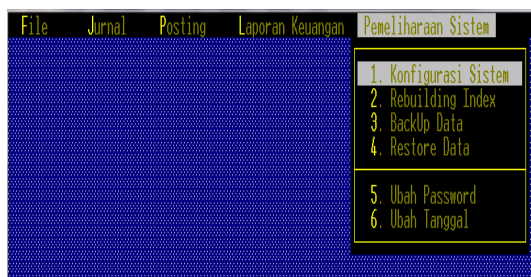 File Jurnal Posting Laporan Keuangan Pemeliharaan Sistem
1. Konfigurasi Sistem
2. Rebuilding Index
3. BackUp Data
4. Restore Data
5. Ubah Password
6. Ubah Tanggal